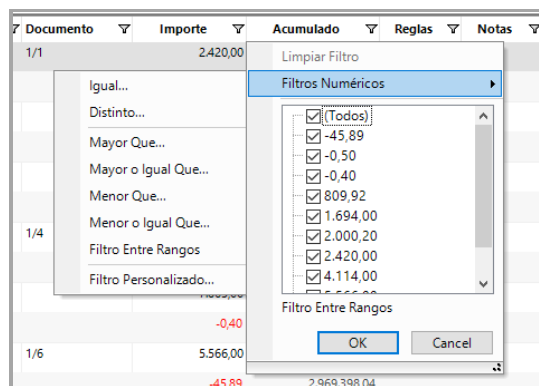 Documento Importe Acumulado Reglas Notas
1/1 2.420,00
Limpiar Filtro
Filtros Numéricos
Igual...
Distinto...
Mayor Que...
Mayor o Igual Que...
Menor Que...
Menor o Igual Que...
Filtro Entre Rangos
Filtro Personalizado...
(Todos)
-45,89
-0,50
-0,40
809,92
1.694,00
2.000,20
2.420,00
4.114,00
Filtro Entre Rangos
OK Cancel
1/4
-0,40
1/6 5.566,00
-45,89 2.969.398,04